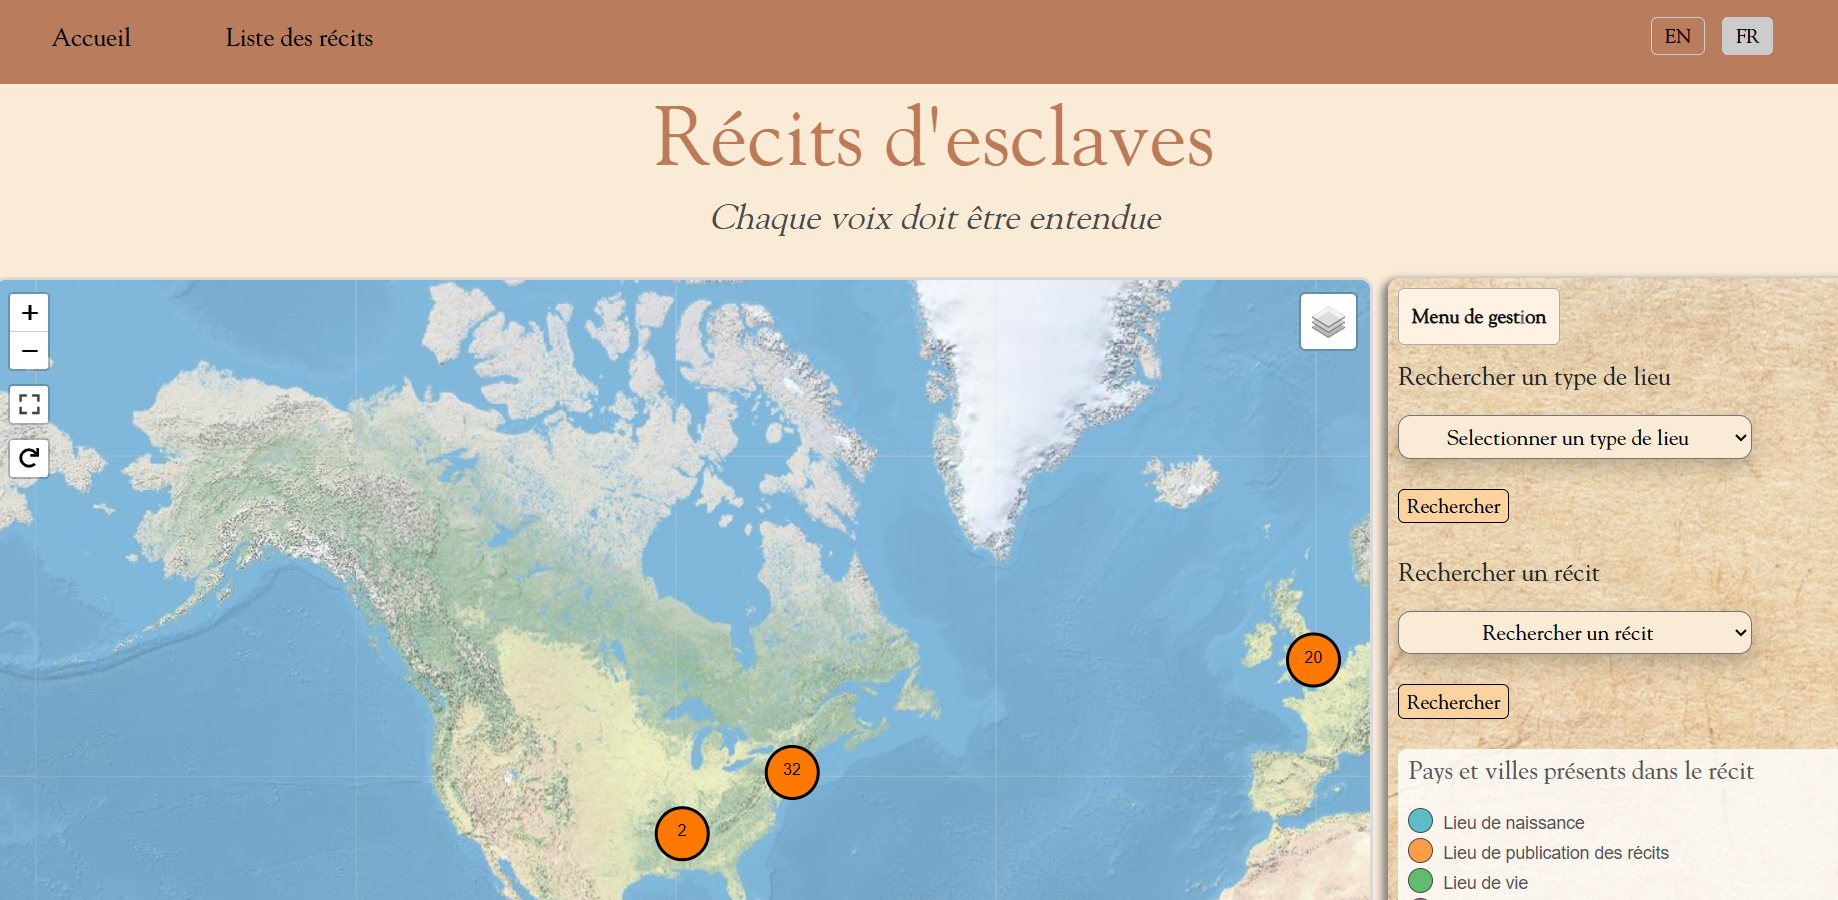 Accueil
Liste des récits
EN
FR
Récits d'esclaves
Chaque voix doit être entendue
+
−
Menu de gestion
Rechercher un type de lieu
Selectionner un type de lieu
Rechercher
Rechercher un récit
Rechercher un récit
Rechercher
20
32
2
Pays et villes présents dans le récit
Lieu de naissance
Lieu de publication des récits
Lieu de vie